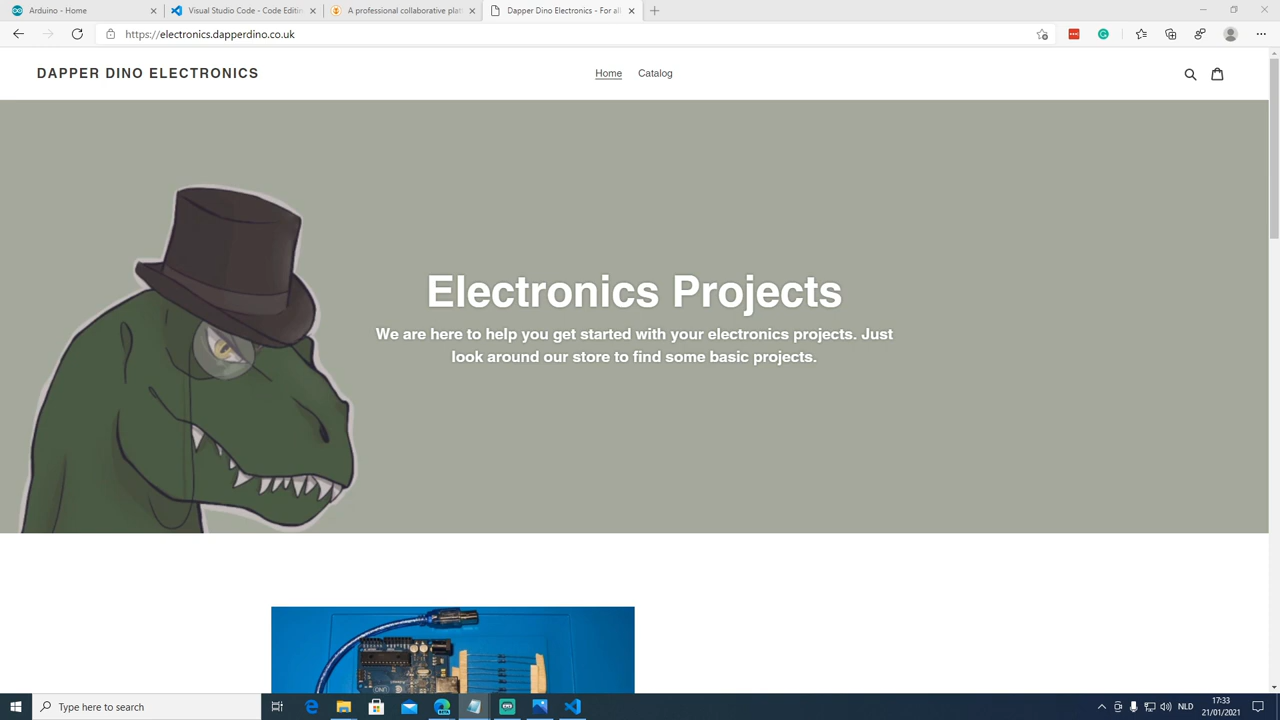 Arduino - Home
Visual Studio Code - Code Editin
A professional collaborative plat
Dapper Dino Electronics - For all
https://electronics.dapperdino.co.uk
DAPPER DINO ELECTRONICS
Home
Catalog
Electronics Projects
We are here to help you get started with your electronics projects. Just
look around our store to find some basic projects.
UNO
Type here to search
NLD
17:33
21/01/2021